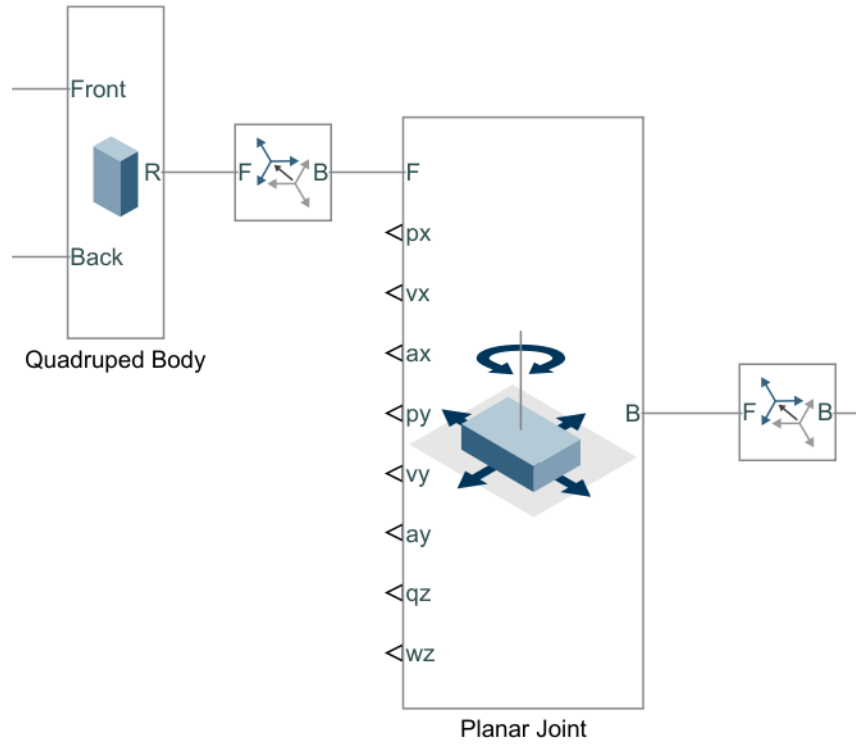 Front
R
Back
Quadruped Body
F B
F
px
vx
ax
py
vy
ay
qz
wz
B
Planar Joint
F B